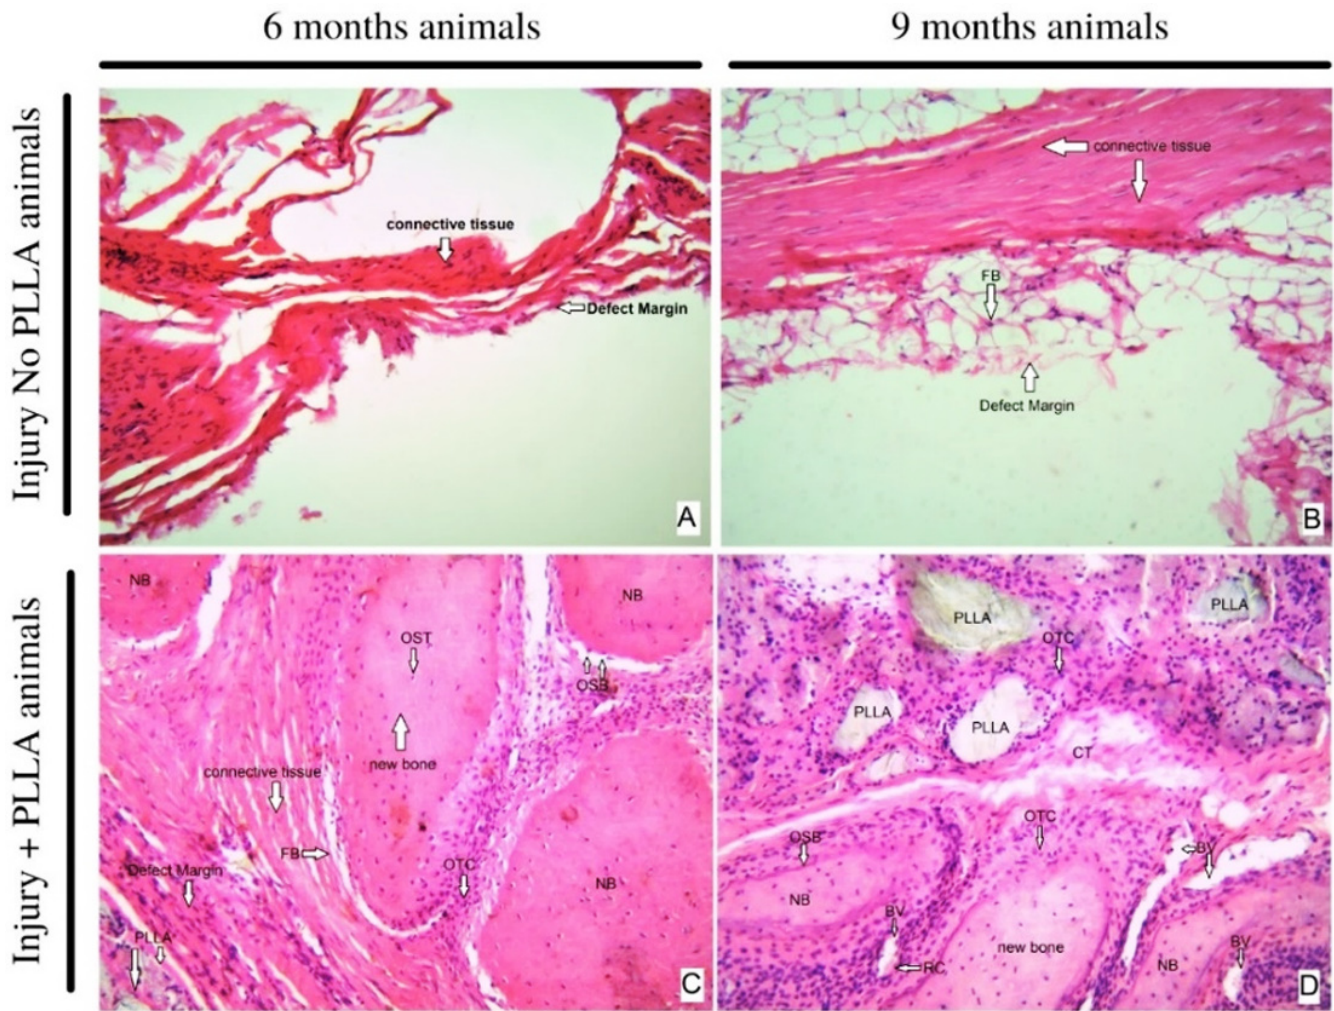 6 months animals
9 months animals
Injury No PLLA animals
connective tissue
Defect Margin
A
connective tissue
FB
Defect Margin
B
Injury + PLLA animals
NB
NB
OST
OSB
new bone
connective tissue
FB
OTC
Defect Margin
NB
PLLA
C
PLLA
PLLA
OTC
PLLA
PLLA
CT
OTC
OSB
BV
NB
BV
new bone
BV
RC
NB
D